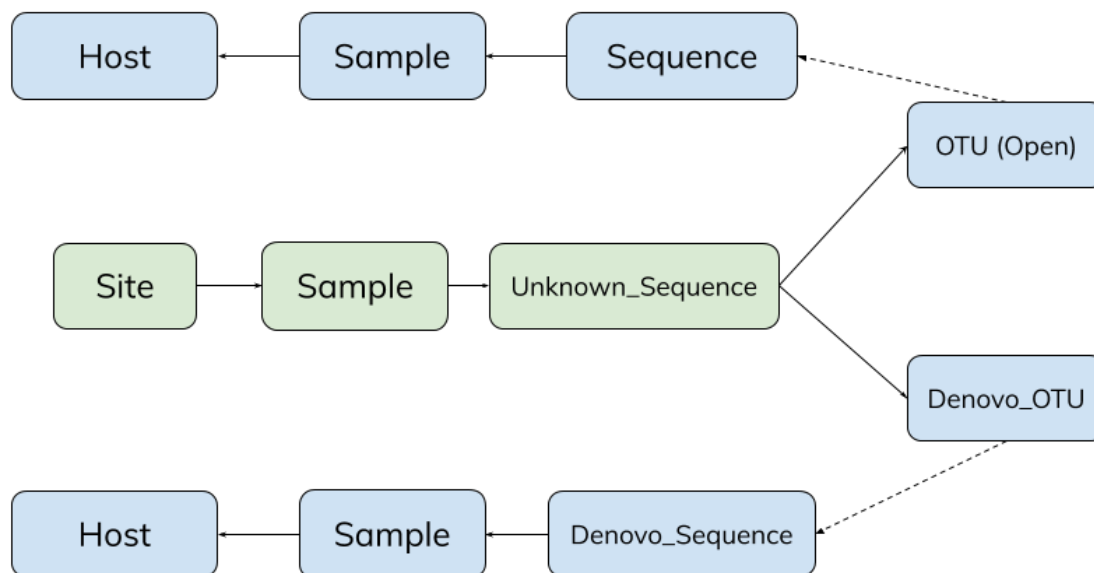 Host
Sample
Sequence
OTU (Open)
Site
Sample
Unknown_Sequence
Denovo_OTU
Host
Sample
Denovo_Sequence